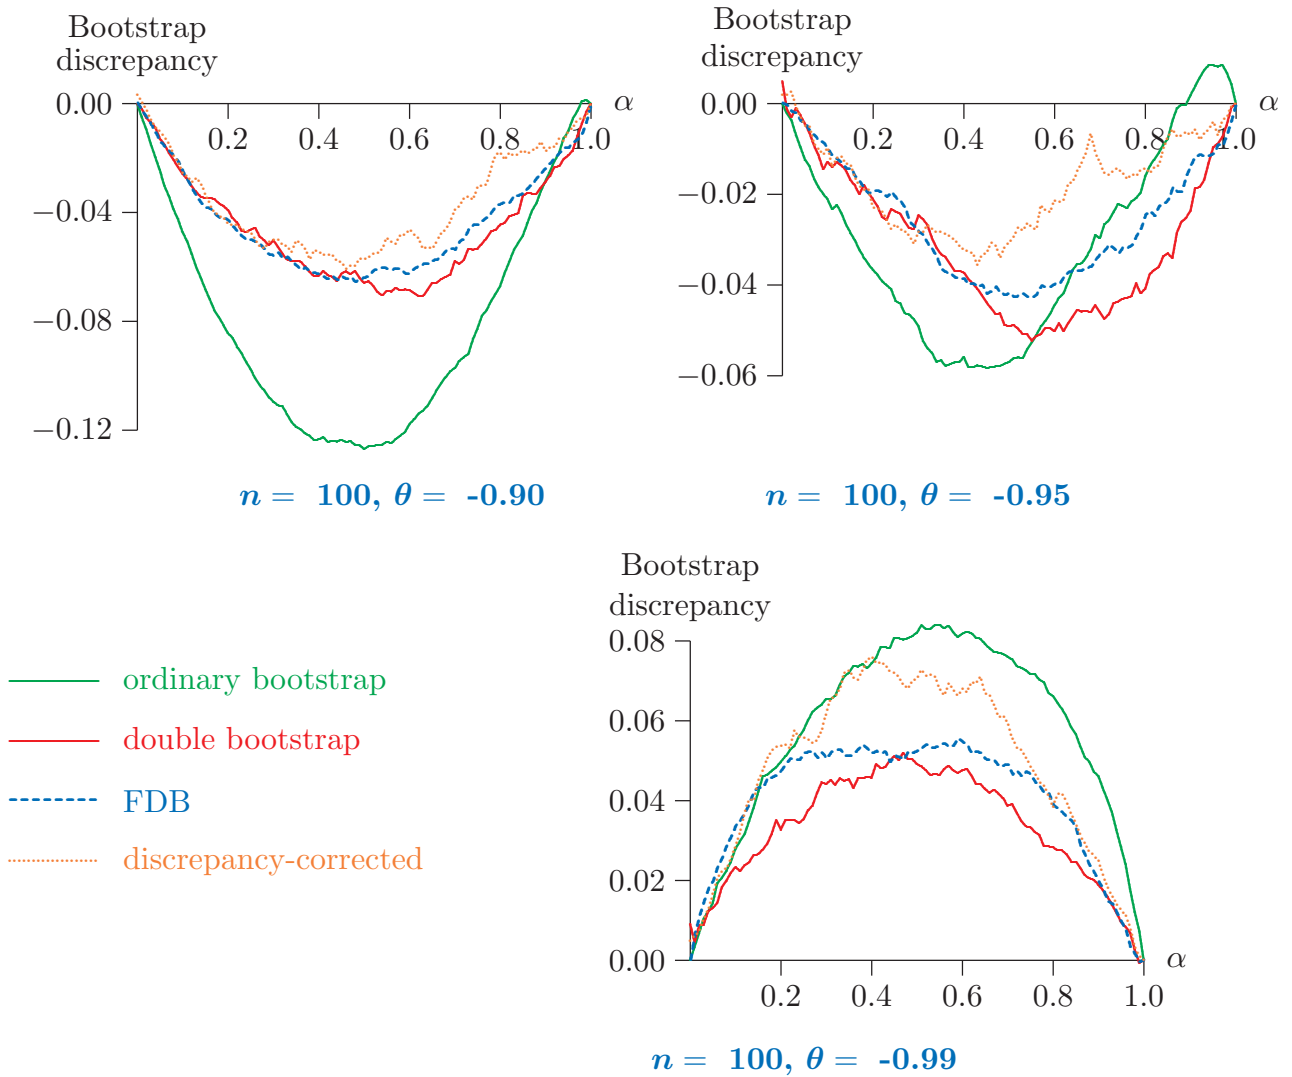 Bootstrap
discrepancy
0.00
−0.04
−0.08
−0.12
0.2 0.4 0.6 0.8 1.0
α
n = 100, θ = -0.90
Bootstrap
discrepancy
0.00
−0.02
−0.04
−0.06
0.2 0.4 0.6 0.8 1.0
α
n = 100, θ = -0.95
ordinary bootstrap
double bootstrap
FDB
discrepancy-corrected
Bootstrap
discrepancy
0.08
0.06
0.04
0.02
0.00
0.2 0.4 0.6 0.8 1.0
α
n = 100, θ = -0.99